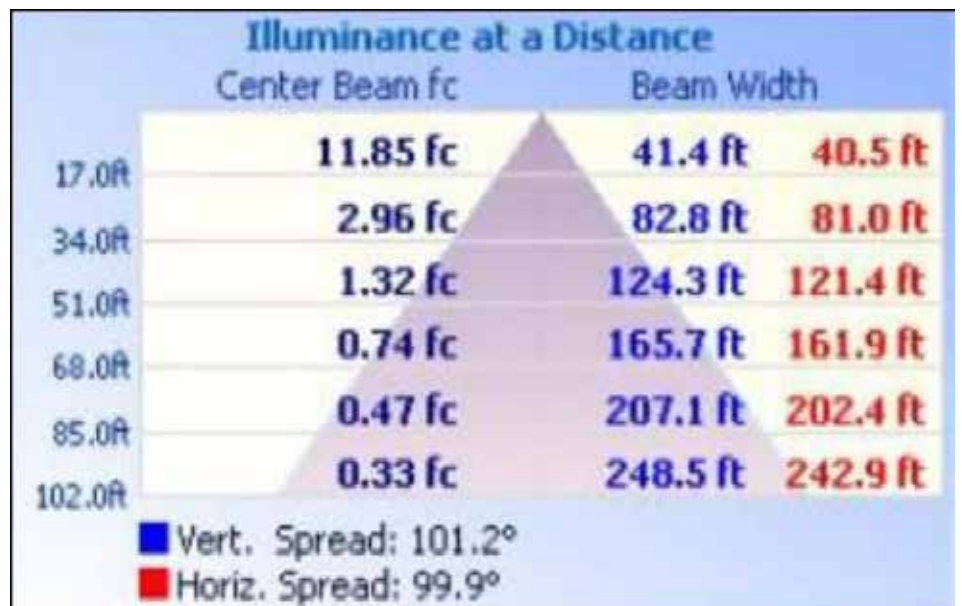 Illuminance at a Distance
Center Beam fc Beam Width
11.85 fc 41.4 ft 40.5 ft
17.0ft
2.96 fc 82.8 ft 81.0 ft
34.0ft
1.32 fc 124.3 ft 121.4 ft
51.0ft
0.74 fc 165.7 ft 161.9 ft
68.0ft
0.47 fc 207.1 ft 202.4 ft
85.0ft
0.33 fc 248.5 ft 242.9 ft
102.0ft
Vert. Spread: 101.2°
Horiz. Spread: 99.9°